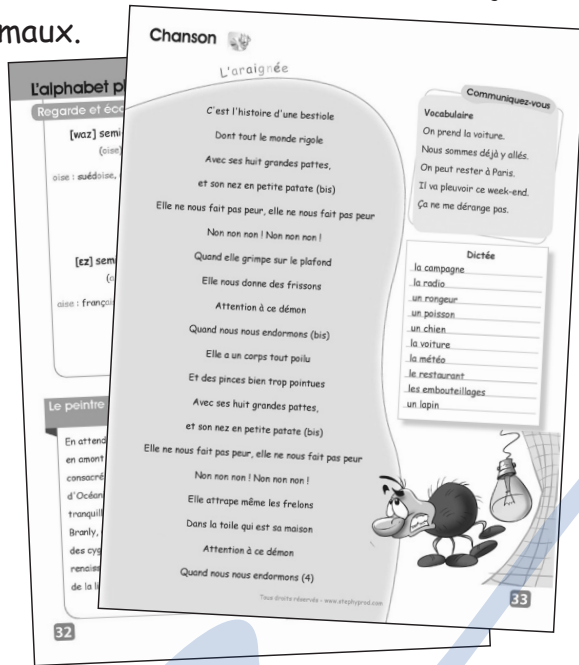 maux.
Chanson
L'araignée
C'est l'histoire d'une bestiole
Dont tout le monde rigole
Avec ses huit grandes pattes,
et son nez en petite patate (bis)
Elle ne nous fait pas peur, elle ne nous fait pas peur
Non non non ! Non non non !
Quand elle grimpe sur le plafond
Elle nous donne des frissons
Attention à ce démon
Quand nous nous endormons (bis)
Elle a un corps tout poilu
Et des pinces bien trop pointues
Avec ses huit grandes pattes,
et son nez en petite patate (bis)
Elle ne nous fait pas peur, elle ne nous fait pas peur
Non non non ! Non non non !
Elle attrape même les frelons
Dans la toile qui est sa maison
Attention à ce démon
Quand nous nous endormons (4)
Tous droits réservés - www.stephyprod.com
33
Communiquez-vous
Vocabulaire
On prend la voiture.
Nous sommes déjà y allés.
On peut rester à Paris.
Il va pleuvoir ce week-end.
Ça ne me dérange pas.
Dictée
la campagne
la radio
un rongeur
un poisson
un chien
la voiture
la météo
le restaurant
les embouteillages
un lapin
L'alphabet
Regarde et
[waz] semi
(oise)
oise : suédoise,
[ɛz] sem
aise :
Le peintre
En attend
en amont
consacré
d'Océan
tranquill
Branly,
des cyg
renaiss
de la li
32